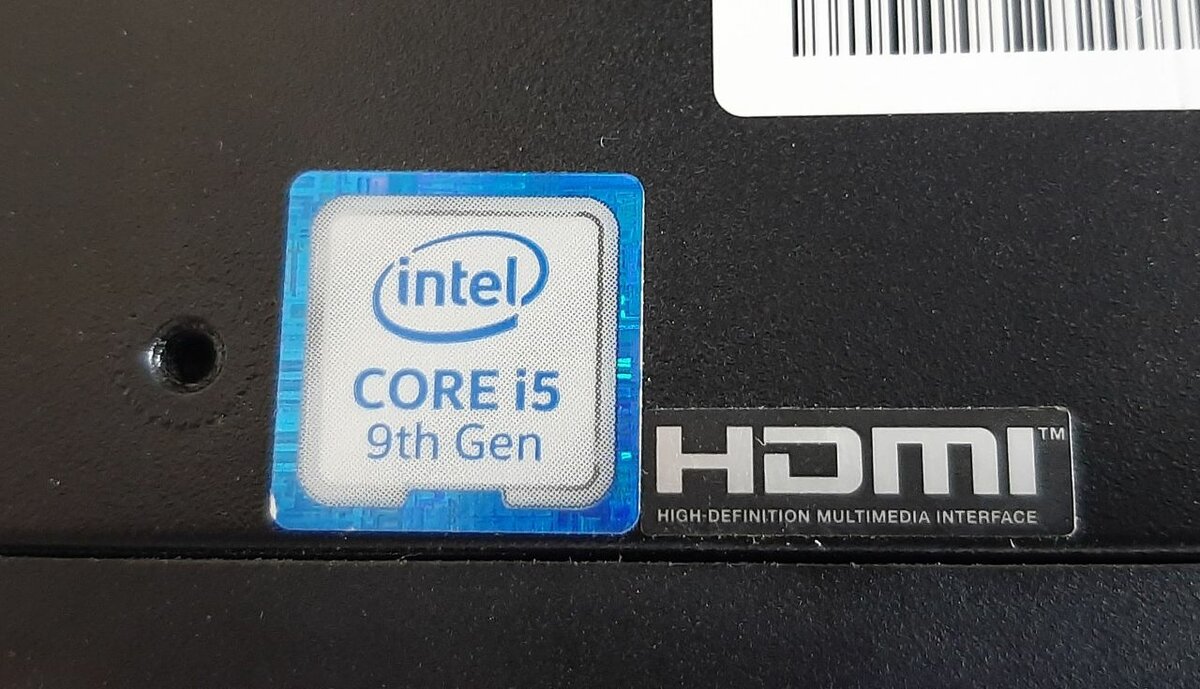 intel
CORE i5
9th Gen
HDMI™
HIGH-DEFINITION MULTIMEDIA INTERFACE